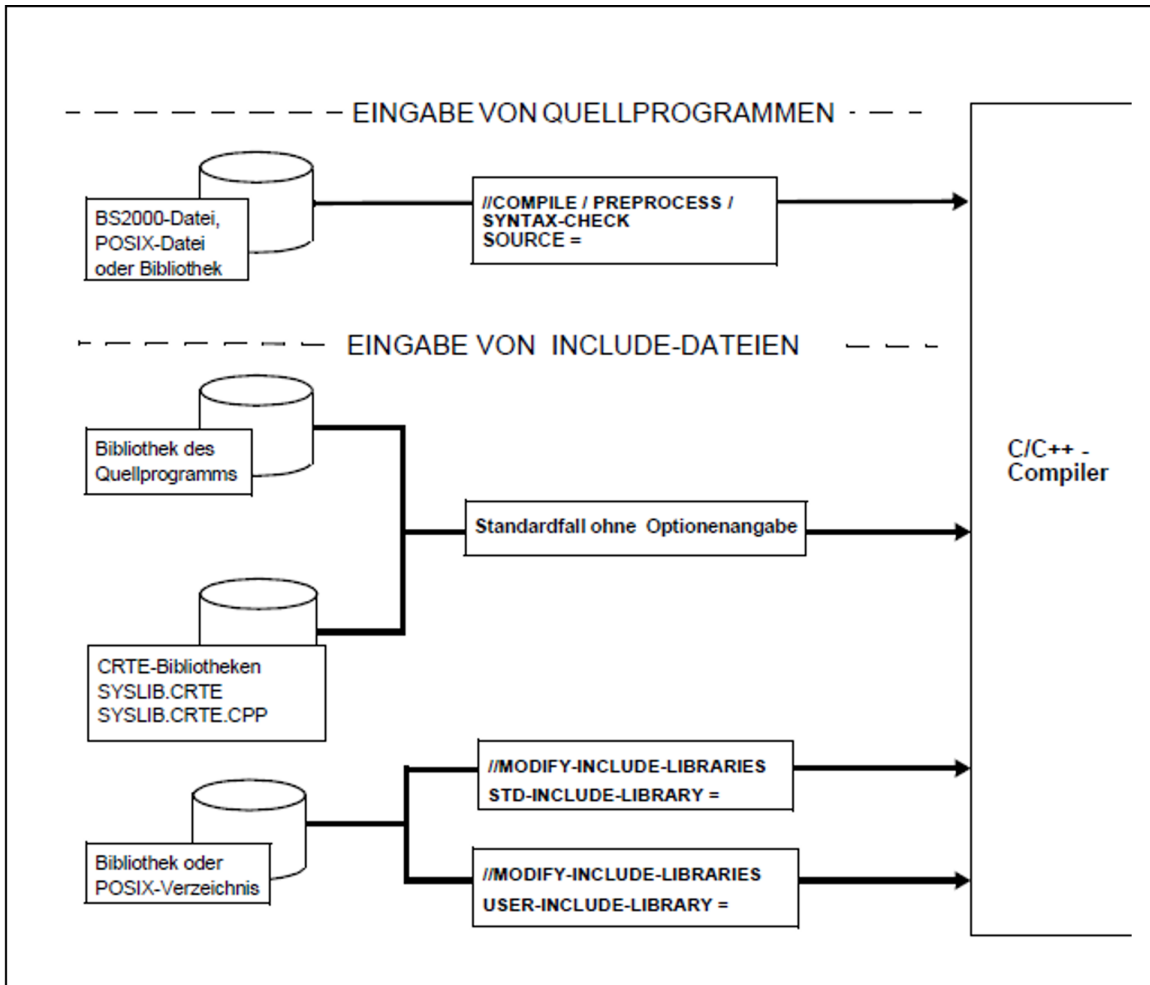 EINGABE VON QUELLPROGRAMMEN
BS2000-Datei,
POSIX-Datei
oder Bibliothek
//COMPILE / PREPROCESS /
SYNTAX-CHECK
SOURCE =
EINGABE VON INCLUDE-DATEIEN
Bibliothek des
Quellprogramms
Standardfall ohne Optionenangabe
C/C++ -
Compiler
CRTE-Bibliotheken
SYSLIB.CRTE
SYSLIB.CRTE.CPP
//MODIFY-INCLUDE-LIBRARIES
STD-INCLUDE-LIBRARY =
Bibliothek oder
POSIX-Verzeichnis
//MODIFY-INCLUDE-LIBRARIES
USER-INCLUDE-LIBRARY =